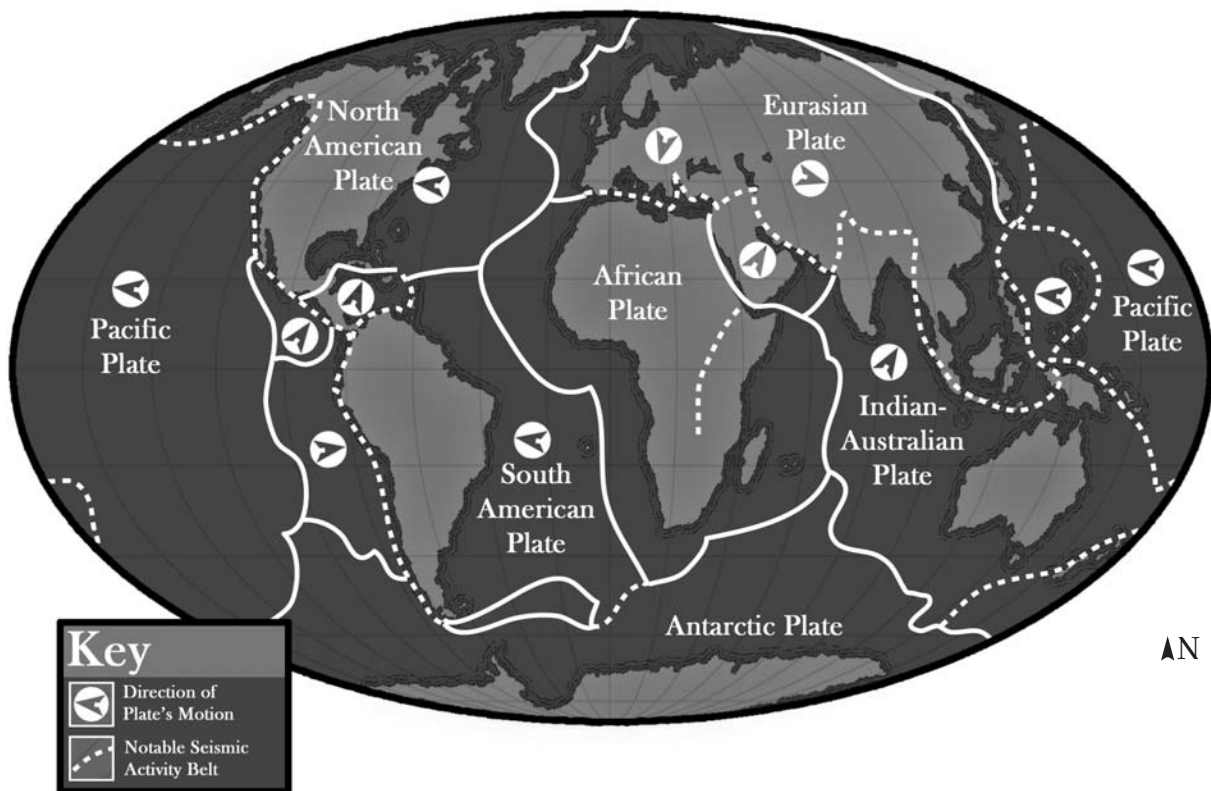 North
American
Plate
Eurasian
Plate
African
Plate
Pacific
Plate
Pacific
Plate
Indian-
Australian
Plate
South
American
Plate
Antarctic Plate
N
Key
Direction of
Plate's Motion
Notable Seismic
Activity Belt